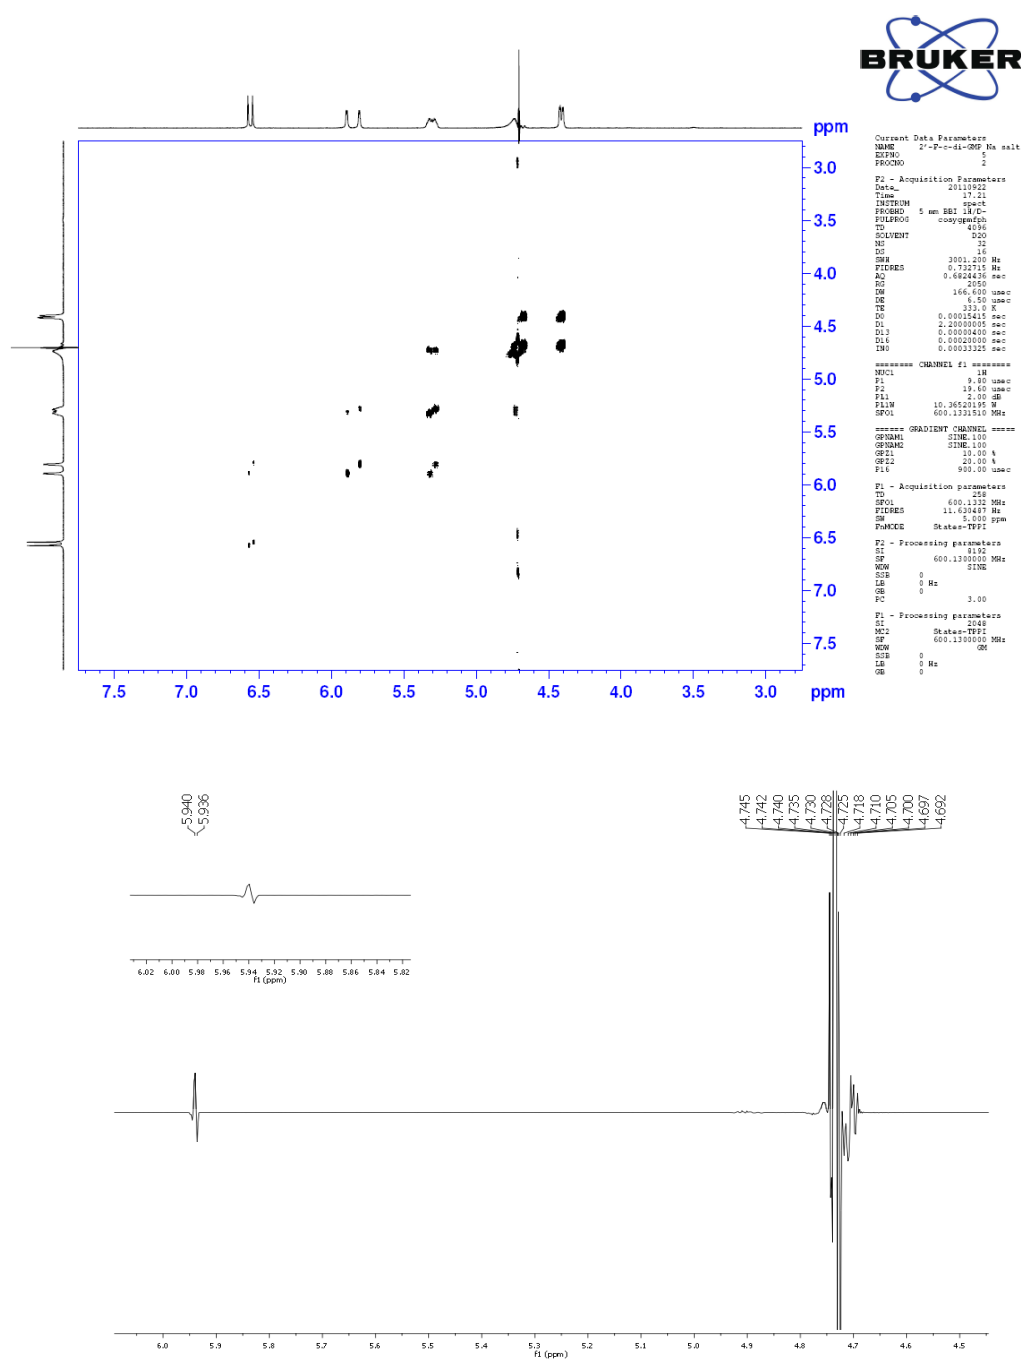 BRUKER
Current Data Parameters
NAME 2'-F-c-di-GMP Na salt
EXPNO 5
PROCNO 2
F2 - Acquisition Parameters
Date_ 20110922
Time 17.21
INSTRUM spect
PROBHD 5 mm BBI 1H/D-
PULPROG cosygpmfph
TD 4096
SOLVENT D2O
NS 32
DS 16
SWH 3001.200 Hz
FIDRES 0.732715 Hz
AQ 0.6824436 sec
RG 2050
DW 166.600 usec
DE 6.50 usec
TE 333.0 K
D0 0.00015415 sec
D1 2.20000005 sec
D13 0.00000400 sec
D16 0.00020000 sec
IN0 0.00033325 sec
======== CHANNEL f1 ========
NUC1 1H
P1 9.80 usec
P2 19.60 usec
PL1 2.00 dB
PL1W 10.36520195 W
SFO1 600.1331510 MHz
====== GRADIENT CHANNEL =====
GPNAM1 SINE.100
GPNAM2 SINE.100
GPZ1 10.00 %
GPZ2 20.00 %
P16 900.00 usec
F1 - Acquisition parameters
TD 258
SFO1 600.1332 MHz
FIDRES 11.630487 Hz
SW 5.000 ppm
FnMODE States-TPPI
F2 - Processing parameters
SI 8192
SF 600.1300000 MHz
WDW SINE
SSB 0
LB 0 Hz
GB 0
PC 3.00
F1 - Processing parameters
SI 2048
MC2 States-TPPI
SF 600.1300000 MHz
WDW GM
SSB 0
LB 0 Hz
GB 0
ppm
3.0
3.5
4.0
4.5
5.0
5.5
6.0
6.5
7.0
7.5
7.5 7.0 6.5 6.0 5.5 5.0 4.5 4.0 3.5 3.0 ppm
5.940
5.936
4.745
4.742
4.740
4.735
4.730
4.728
4.725
4.718
4.710
4.705
4.700
4.697
4.692
6.02 6.00 5.98 5.96 5.94 5.92 5.90 5.88 5.86 5.84 5.82
f1 (ppm)
6.0 5.9 5.8 5.7 5.6 5.5 5.4 5.3 5.2 5.1 5.0 4.9 4.8 4.7 4.6 4.5
f1 (ppm)